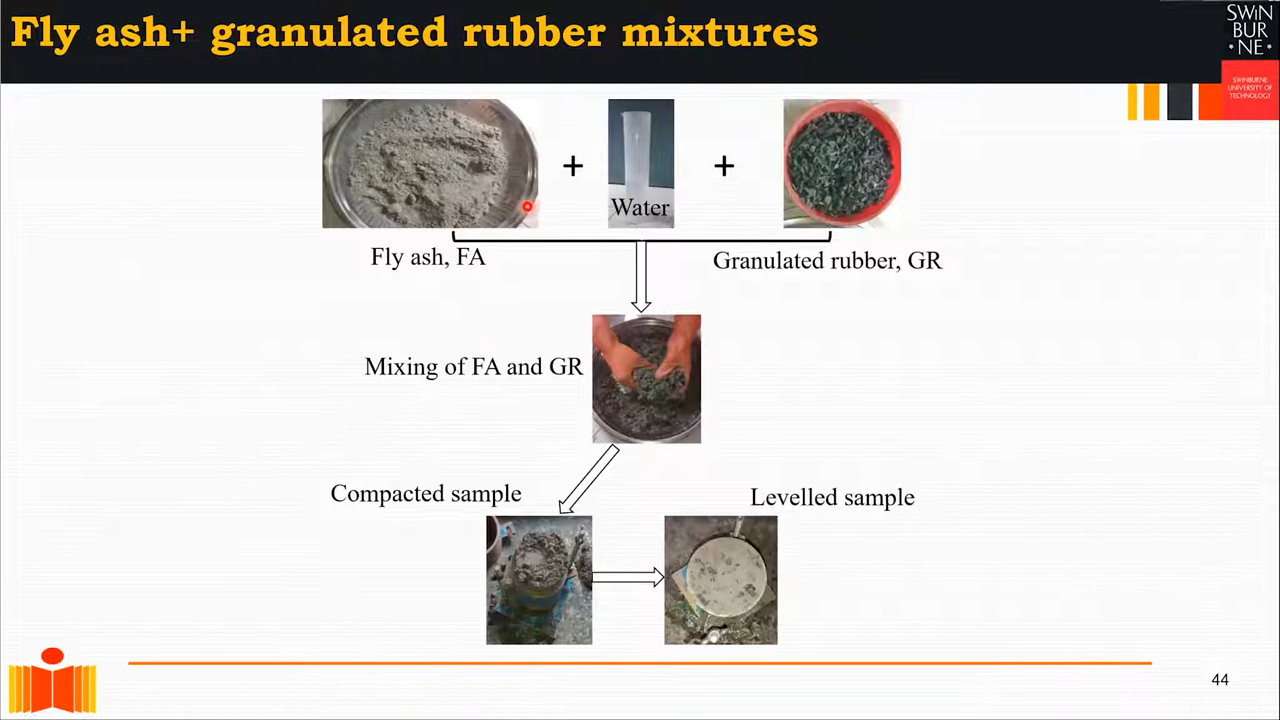 Fly ash+ granulated rubber mixtures
SWiN
BUR
*NE*
SWINBURNE
UNIVERSITY OF
TECHNOLOGY
+
+
Water
Fly ash, FA
Granulated rubber, GR
Mixing of FA and GR
Compacted sample
Levelled sample
44